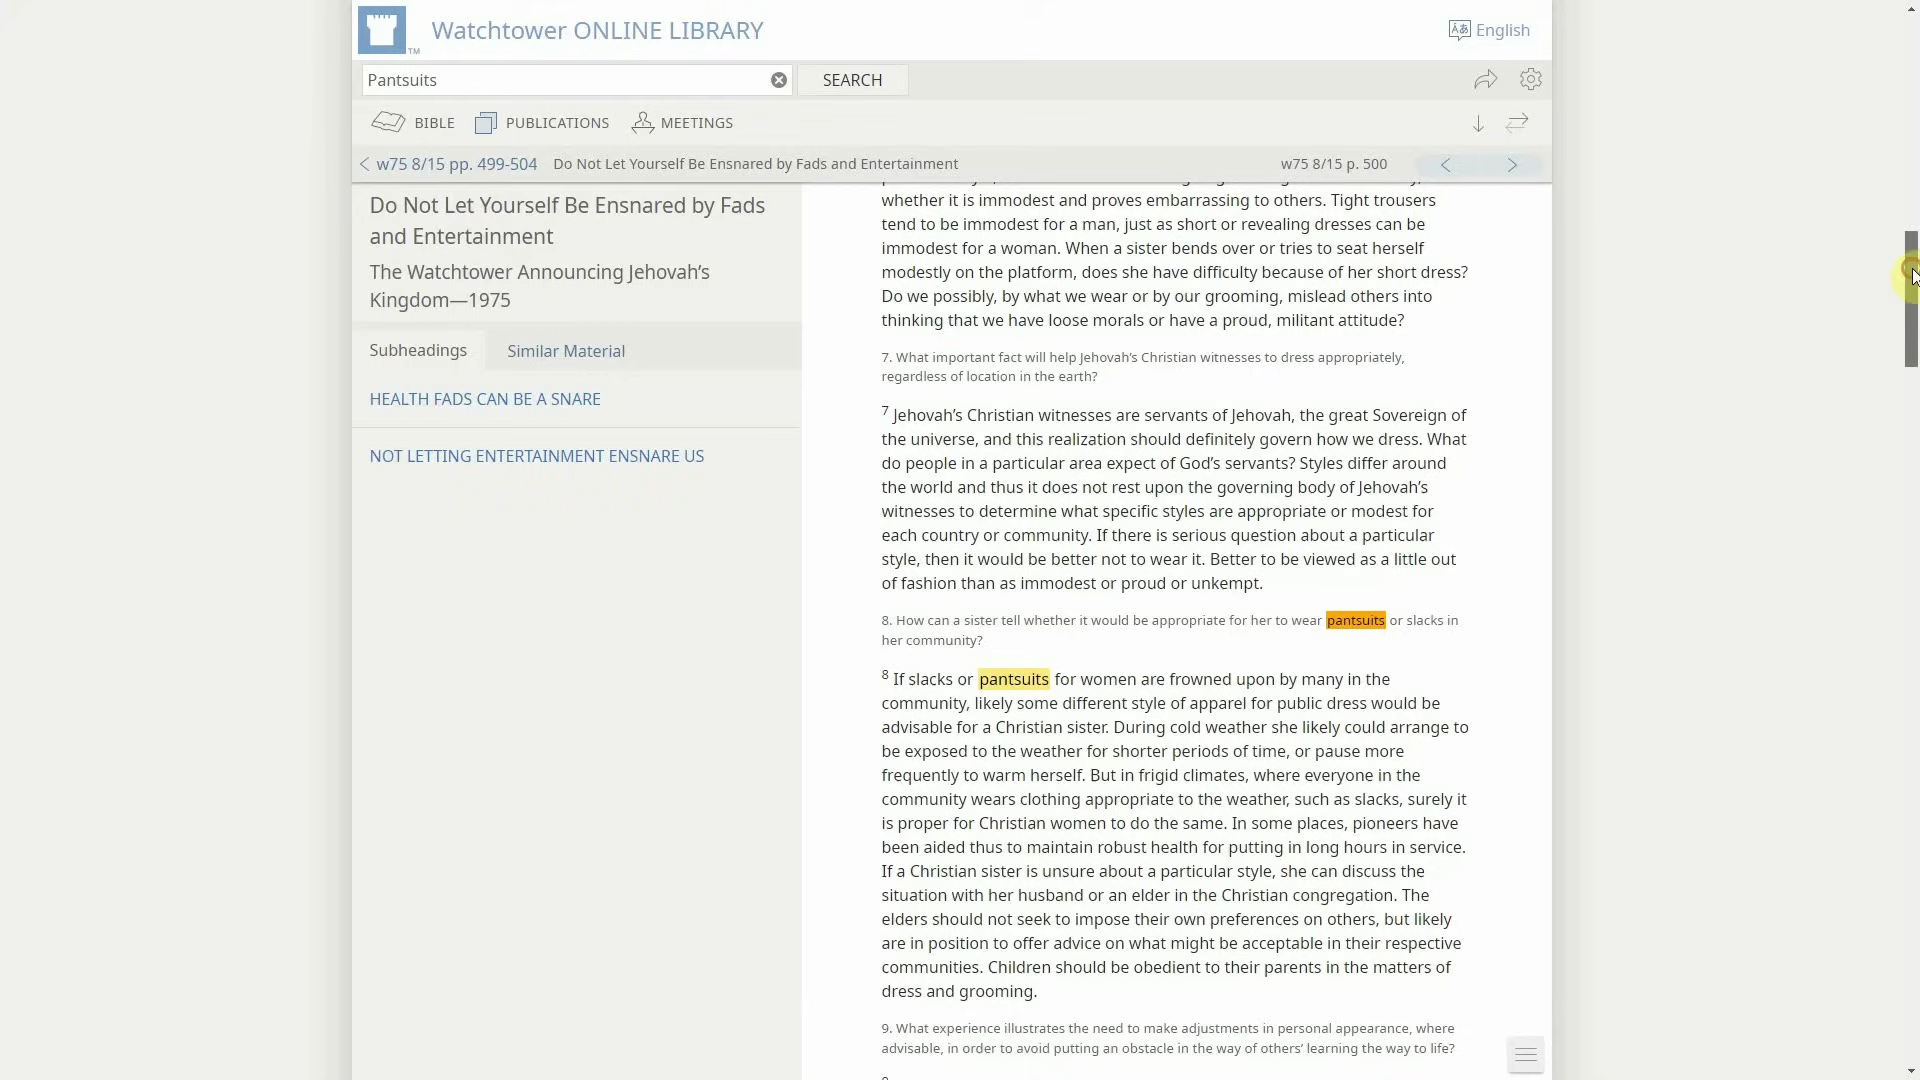 Watchtower ONLINE LIBRARY
TM
English
Pantsuits
SEARCH
BIBLE
PUBLICATIONS
MEETINGS
w75 8/15 pp. 499-504
Do Not Let Yourself Be Ensnared by Fads and Entertainment
w75 8/15 p. 500
Do Not Let Yourself Be Ensnared by Fads
and Entertainment
The Watchtower Announcing Jehovah’s
Kingdom—1975
Subheadings
Similar Material
HEALTH FADS CAN BE A SNARE
NOT LETTING ENTERTAINMENT ENSNARE US
whether it is immodest and proves embarrassing to others. Tight trousers
tend to be immodest for a man, just as short or revealing dresses can be
immodest for a woman. When a sister bends over or tries to seat herself
modestly on the platform, does she have difficulty because of her short dress?
Do we possibly, by what we wear or by our grooming, mislead others into
thinking that we have loose morals or have a proud, militant attitude?
7. What important fact will help Jehovah’s Christian witnesses to dress appropriately,
regardless of location in the earth?
7 Jehovah’s Christian witnesses are servants of Jehovah, the great Sovereign of
the universe, and this realization should definitely govern how we dress. What
do people in a particular area expect of God’s servants? Styles differ around
the world and thus it does not rest upon the governing body of Jehovah’s
witnesses to determine what specific styles are appropriate or modest for
each country or community. If there is serious question about a particular
style, then it would be better not to wear it. Better to be viewed as a little out
of fashion than as immodest or proud or unkempt.
8. How can a sister tell whether it would be appropriate for her to wear pantsuits or slacks in
her community?
8 If slacks or pantsuits for women are frowned upon by many in the
community, likely some different style of apparel for public dress would be
advisable for a Christian sister. During cold weather she likely could arrange to
be exposed to the weather for shorter periods of time, or pause more
frequently to warm herself. But in frigid climates, where everyone in the
community wears clothing appropriate to the weather, such as slacks, surely it
is proper for Christian women to do the same. In some places, pioneers have
been aided thus to maintain robust health for putting in long hours in service.
If a Christian sister is unsure about a particular style, she can discuss the
situation with her husband or an elder in the Christian congregation. The
elders should not seek to impose their own preferences on others, but likely
are in position to offer advice on what might be acceptable in their respective
communities. Children should be obedient to their parents in the matters of
dress and grooming.
9. What experience illustrates the need to make adjustments in personal appearance, where
advisable, in order to avoid putting an obstacle in the way of others’ learning the way to life?